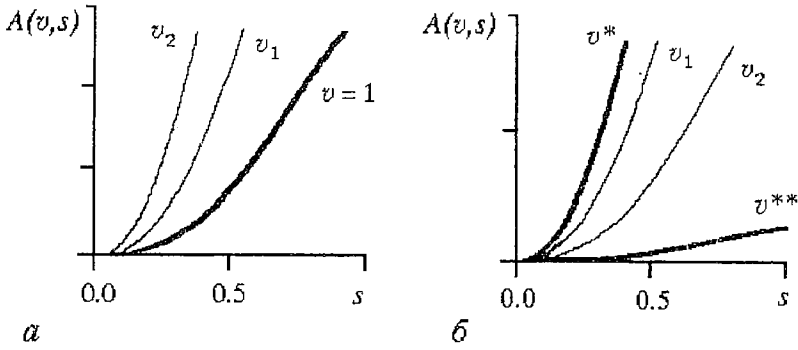 A(v,s)
v₂
v₁
v = 1
0.0
0.5
s
а
A(v,s)
v*
v₁
v₂
v**
0.0
0.5
s
б